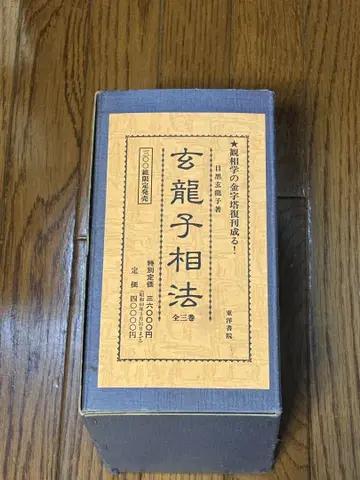 ★観相学の金字塔復刊成る！
目黒玄龍子著
東洋書院
玄龍子相法
全三巻
三〇〇組限定発売
特別定価 三六〇〇〇円
定価 四〇〇〇〇円